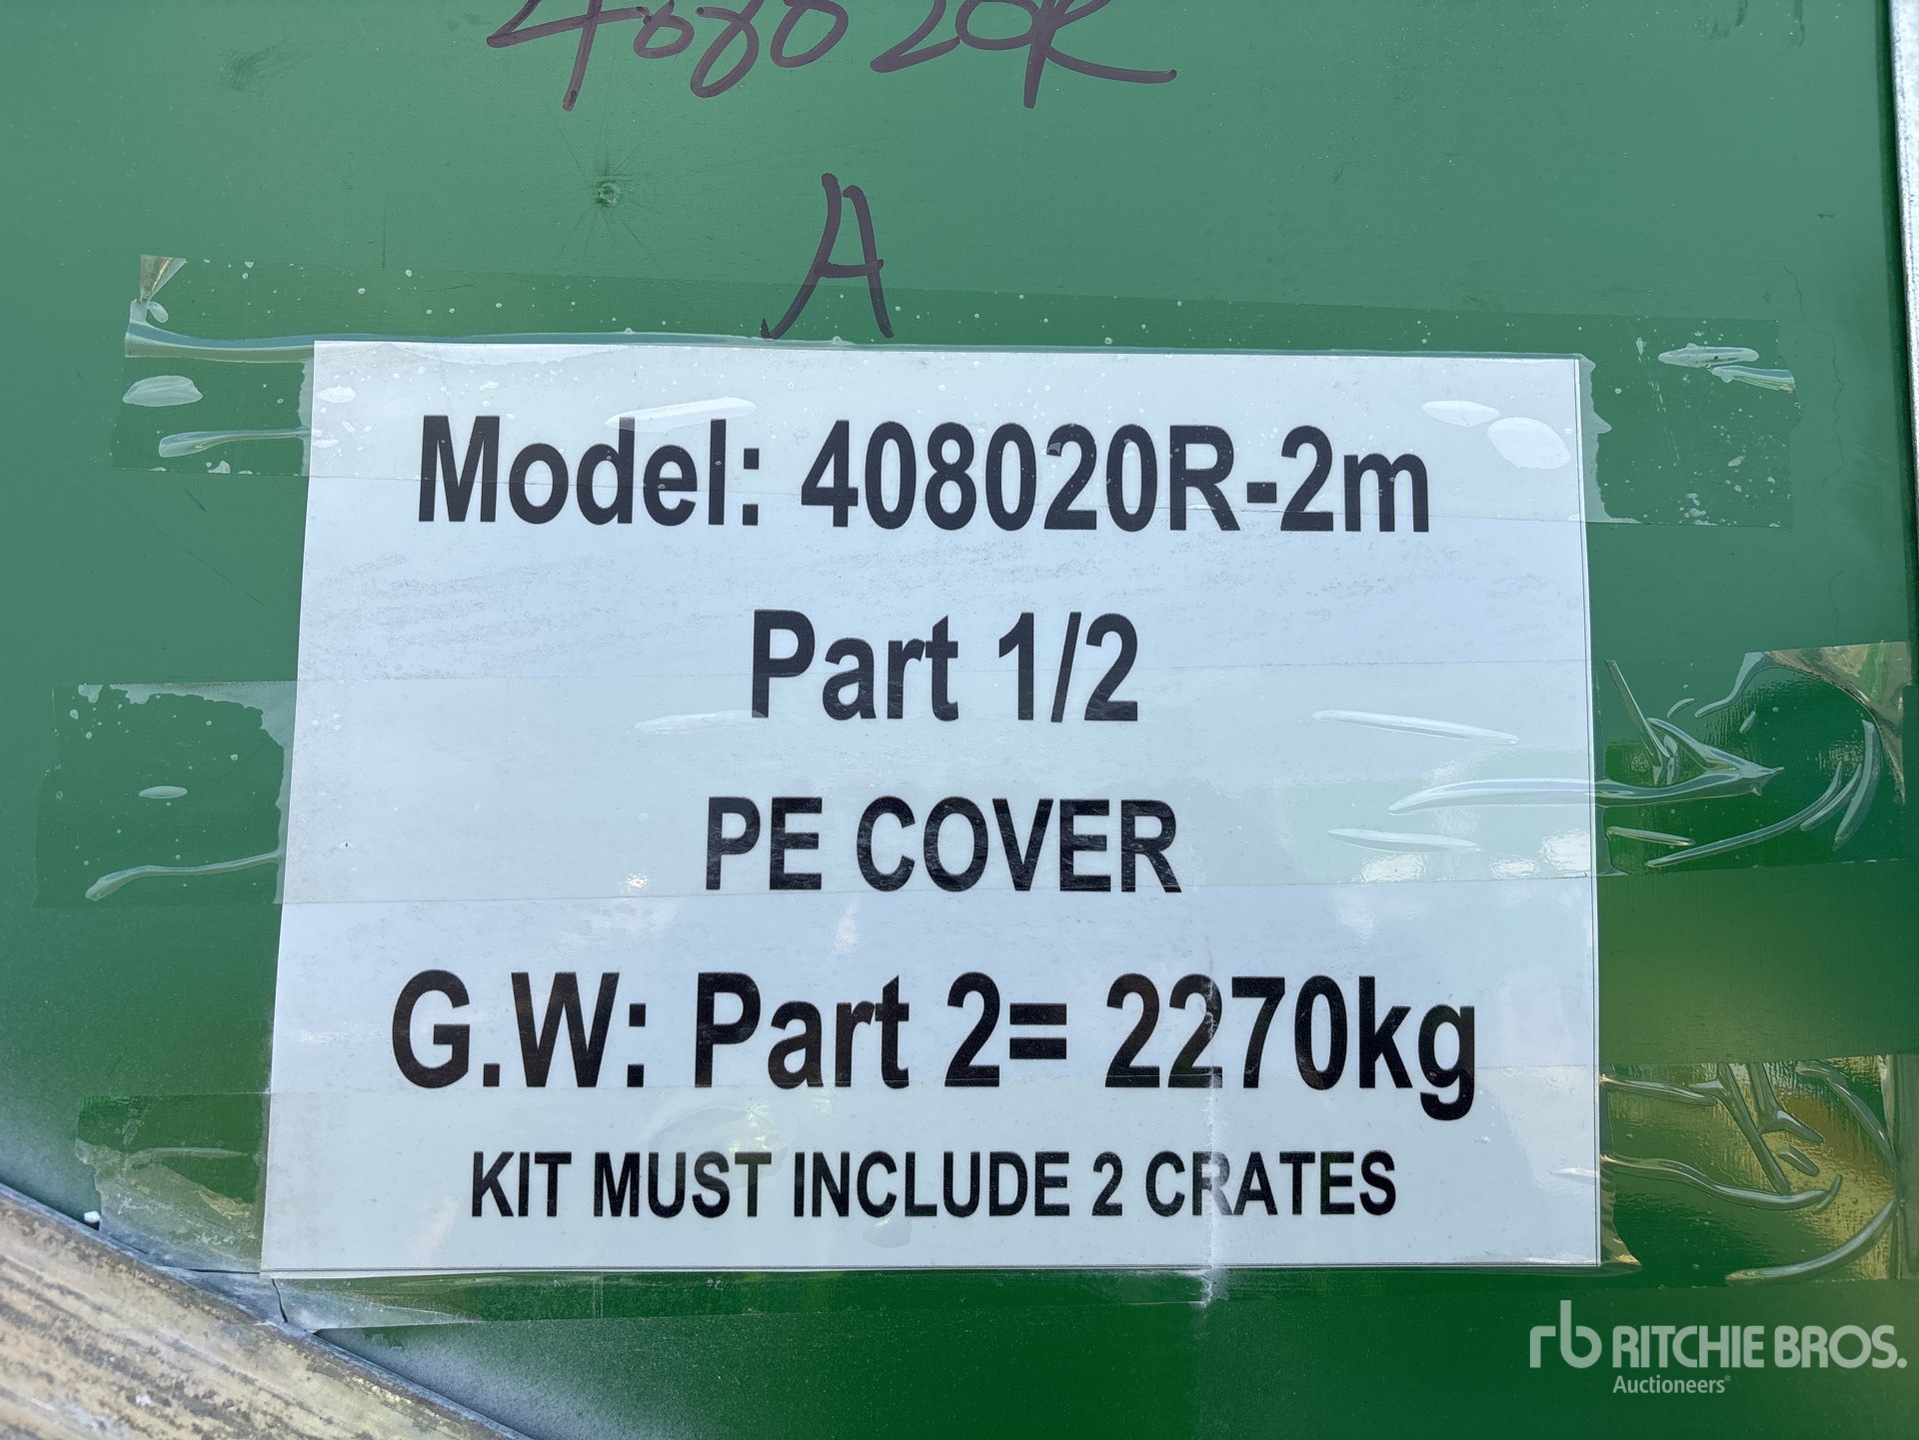 408020R
A
Model: 408020R-2m
Part 1/2
PE COVER
G.W: Part 2= 2270kg
KIT MUST INCLUDE 2 CRATES
rb RITCHIE BROS.
Auctioneers®